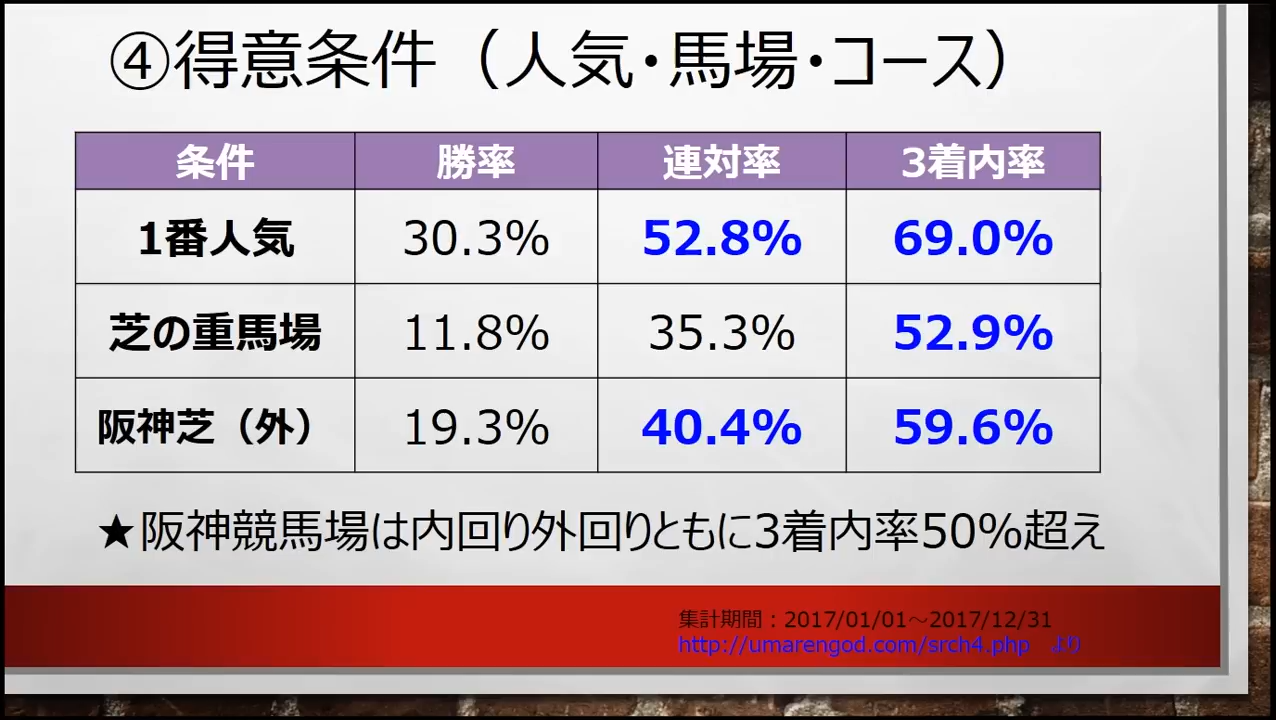 ④得意条件（人気・馬場・コース）
条件 勝率 連対率 3着内率
1番人気 30.3% 52.8% 69.0%
芝の重馬場 11.8% 35.3% 52.9%
阪神芝（外） 19.3% 40.4% 59.6%
★阪神競馬場は内回り外回りともに3着内率50%超え
集計期間：2017/01/01～2017/12/31
http://umarengod.com/srch4.php　より